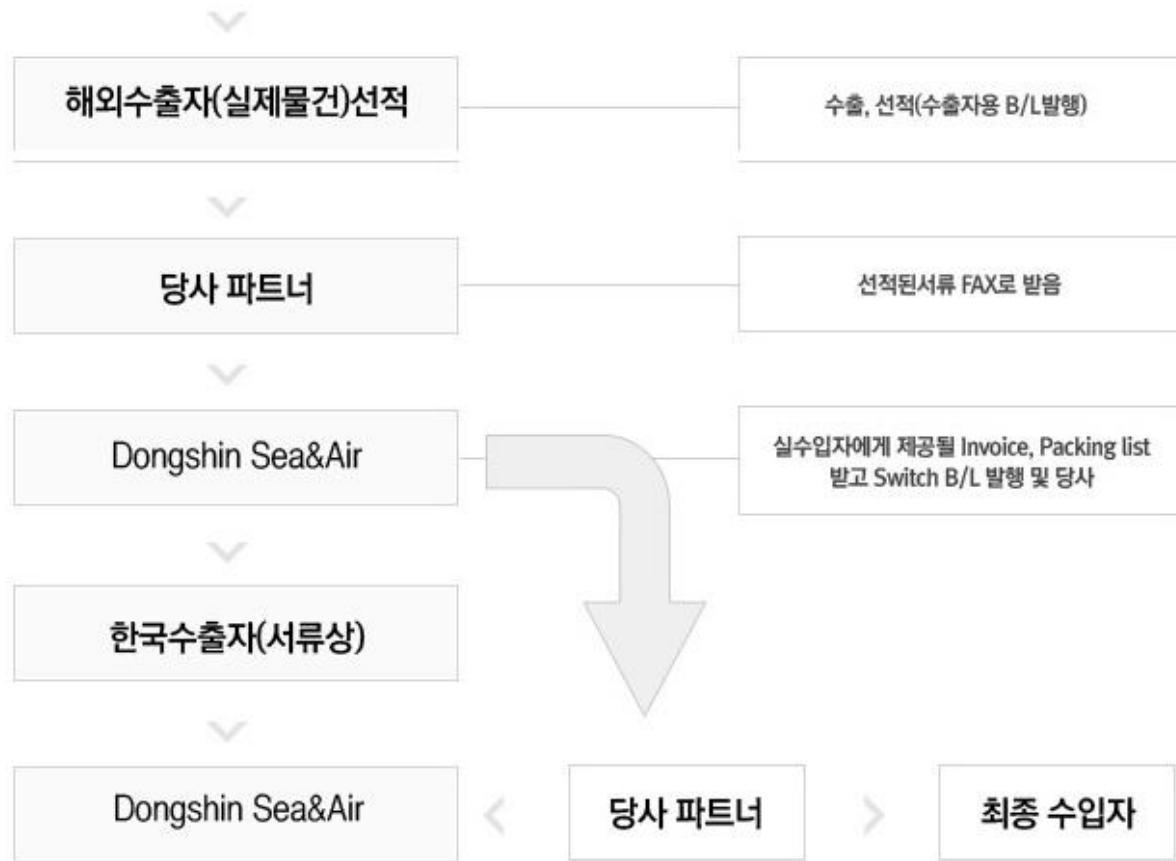 해외수출자(실제물건)선적
수출, 선적(수출자용 B/L발행)
당사 파트너
선적된서류 FAX로 받음
Dongshin Sea&Air
실수입자에게 제공될 Invoice, Packing list
받고 Switch B/L 발행 및 당사
한국수출자(서류상)
Dongshin Sea&Air
당사 파트너
최종 수입자